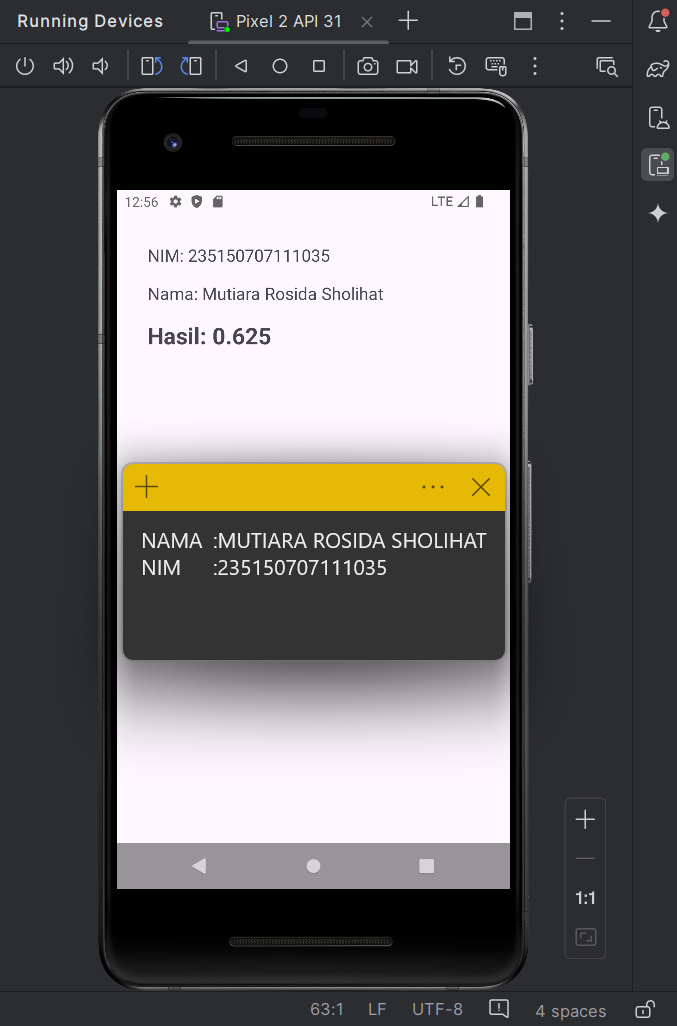 Running Devices
Pixel 2 API 31
12:56
LTE
NIM: 235150707111035
Nama: Mutiara Rosida Sholihat
Hasil: 0.625
NAMA :MUTIARA ROSIDA SHOLIHAT
NIM :235150707111035
1:1
63:1 LF UTF-8 4 spaces